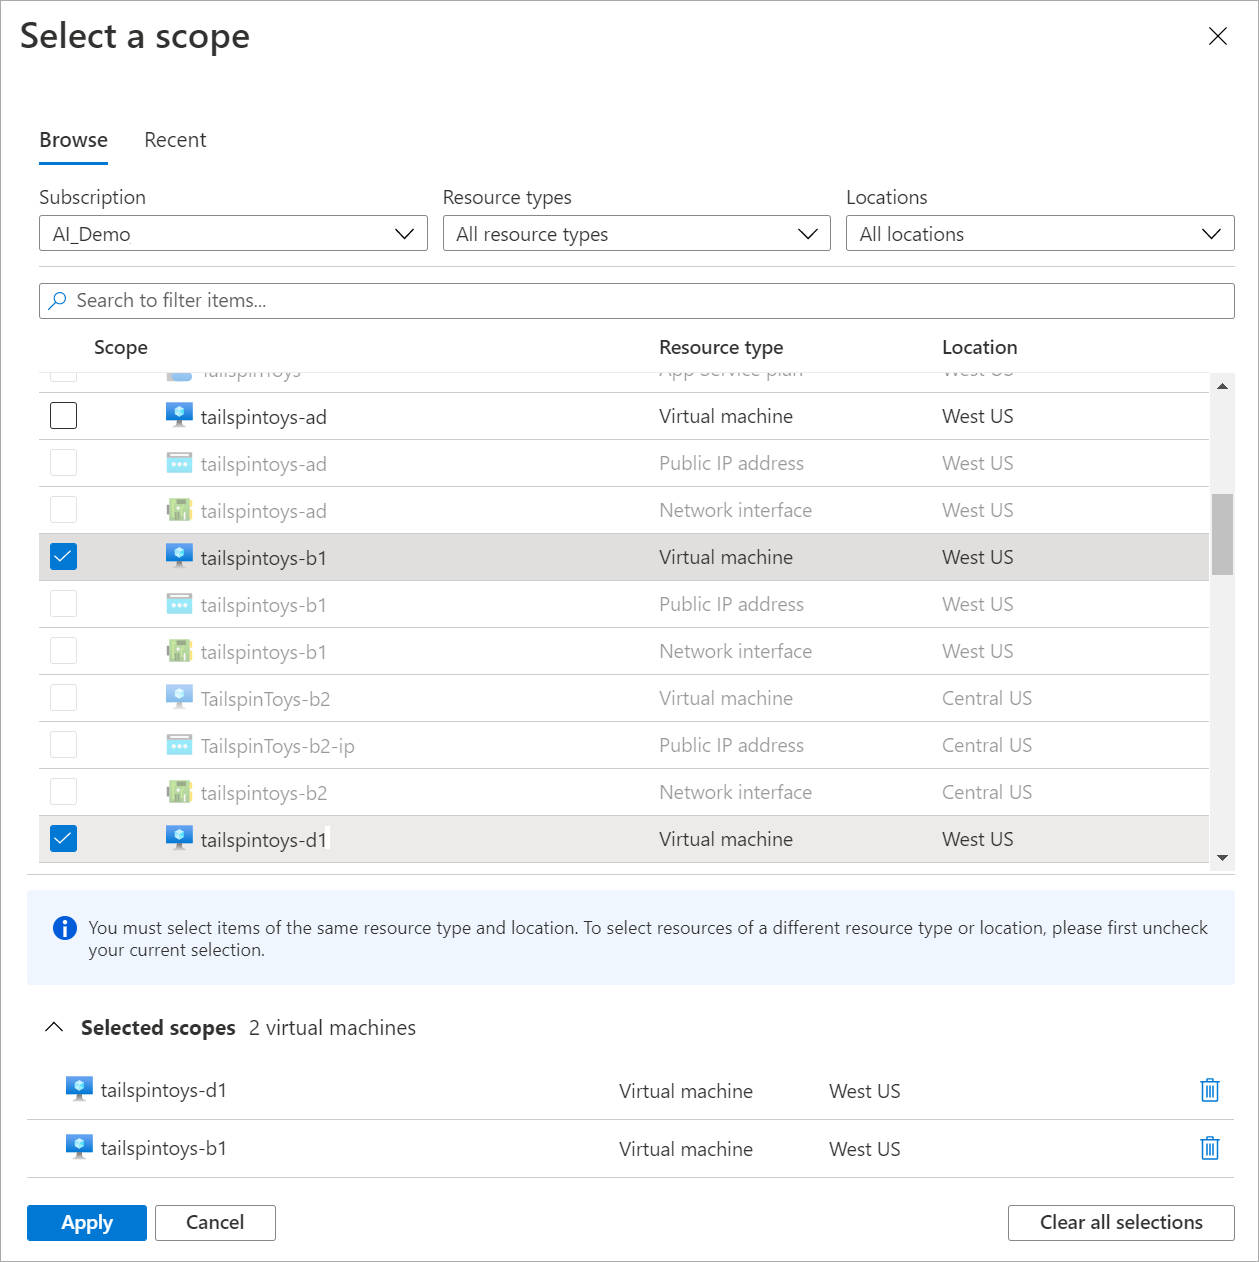 Select a scope
Browse Recent
Subscription Resource types Locations
AI_Demo All resource types All locations
Search to filter items...
Scope Resource type Location
TailspinToys App Service plan West US
tailspintoys-ad Virtual machine West US
tailspintoys-ad Public IP address West US
tailspintoys-ad Network interface West US
tailspintoys-b1 Virtual machine West US
tailspintoys-b1 Public IP address West US
tailspintoys-b1 Network interface West US
TailspinToys-b2 Virtual machine Central US
TailspinToys-b2-ip Public IP address Central US
tailspintoys-b2 Network interface Central US
tailspintoys-d1 Virtual machine West US
You must select items of the same resource type and location. To select resources of a different resource type or location, please first uncheck
your current selection.
Selected scopes 2 virtual machines
tailspintoys-d1 Virtual machine West US
tailspintoys-b1 Virtual machine West US
Apply Cancel Clear all selections